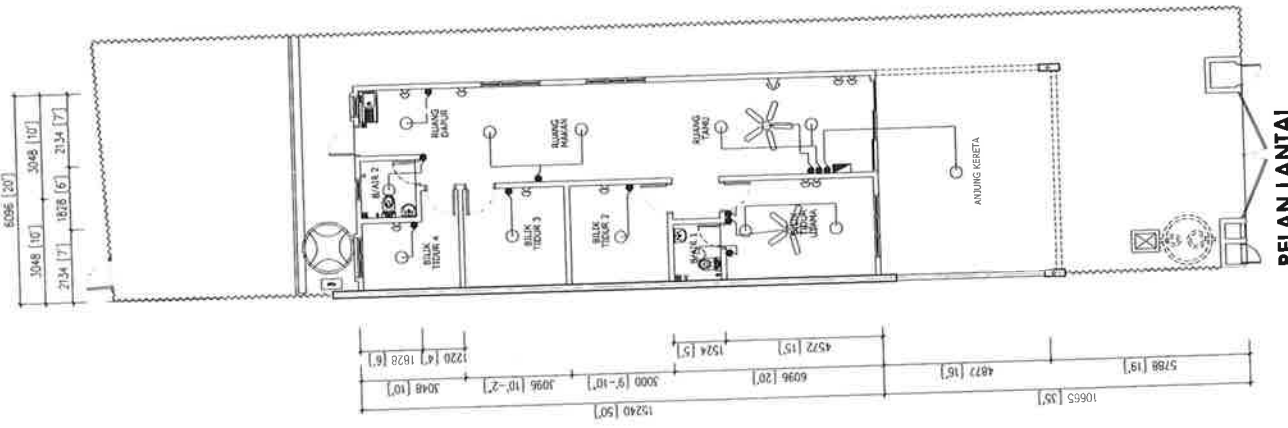 6096 [20']
3048 [10']
3048 [10']
2134 [7']
1828 [6']
2134 [7']
RUANG
DAPUR
RUANG
MAKAN
RUANG
TAMU
B/AIR 2
BILIK
TIDUR 4
BILIK
TIDUR 3
BILIK
TIDUR 2
B/AIR 1
BILIK
TIDUR
UTAMA
ANJUNG KERETA
1828 [6']
1220 [4']
1524 [5']
4572 [15']
3048 [10']
3096 [10'-2"]
3000 [9'-10"]
6096 [20']
4877 [16']
5788 [19']
15240 [50']
10665 [35']
PELAN LANTAI